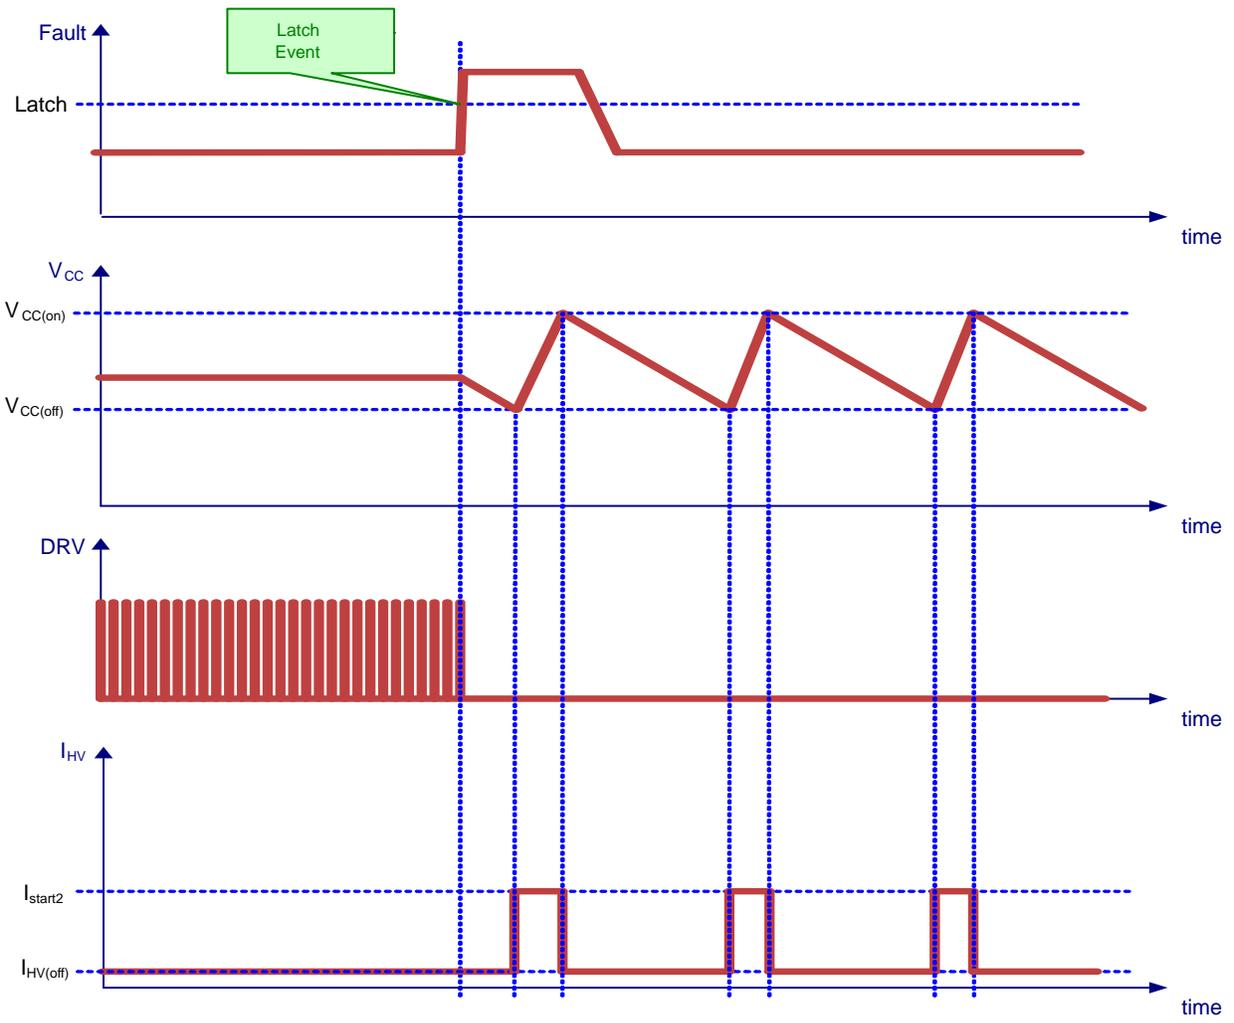 Fault
Latch
Event
Latch
time
VCC
VCC(on)
VCC(off)
time
DRV
time
IHV
Istart2
IHV(off)
time